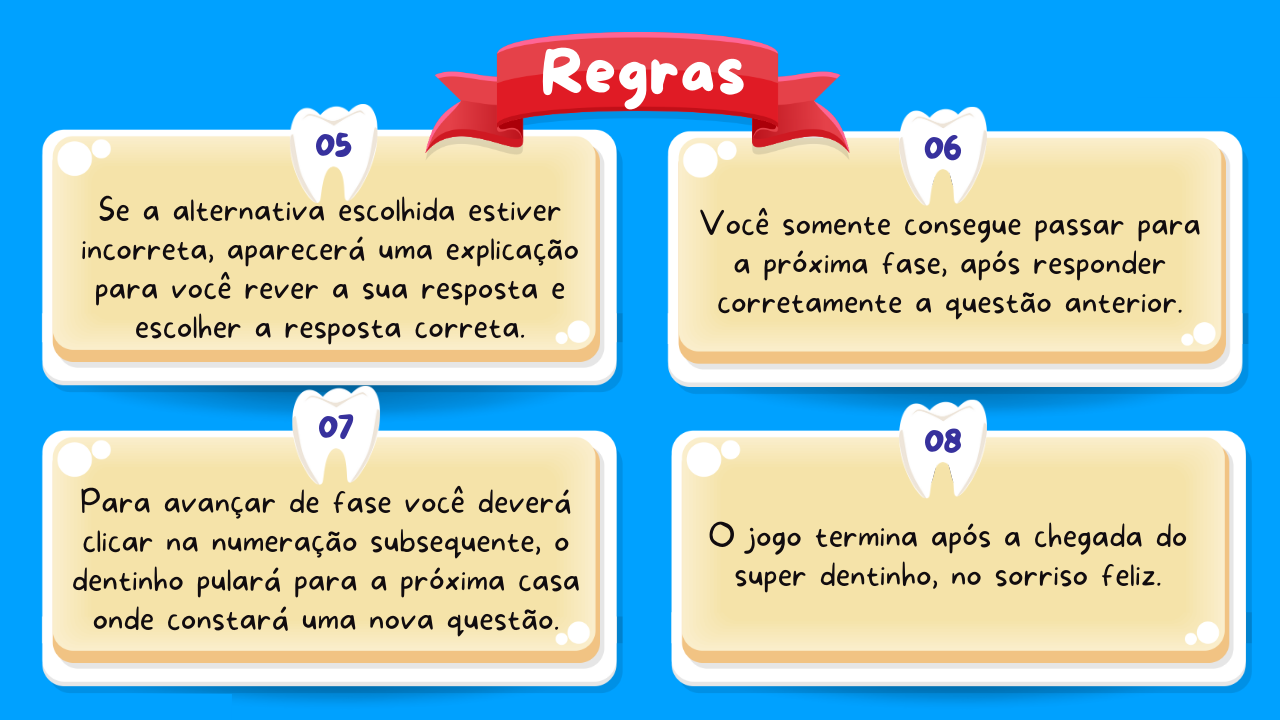 Regras
05
Se a alternativa escolhida estiver
incorreta, aparecerá uma explicação
para você rever a sua resposta e
escolher a resposta correta.
06
Você somente consegue passar para
a próxima fase, após responder
corretamente a questão anterior.
07
Para avançar de fase você deverá
clicar na numeração subsequente, o
dentinho pulará para a próxima casa
onde constará uma nova questão.
08
O jogo termina após a chegada do
super dentinho, no sorriso feliz.